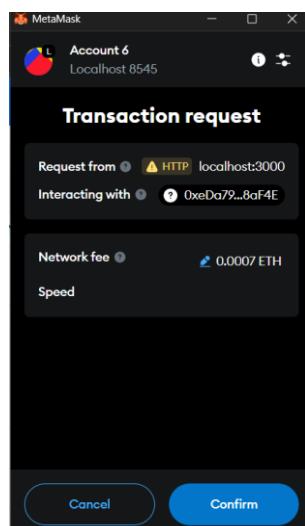 MetaMask
L
Account 6
Localhost 8545
Transaction request
Request from HTTP localhost:3000
Interacting with 0xeDa79...8aF4E
Network fee 0.0007 ETH
Speed
Cancel Confirm